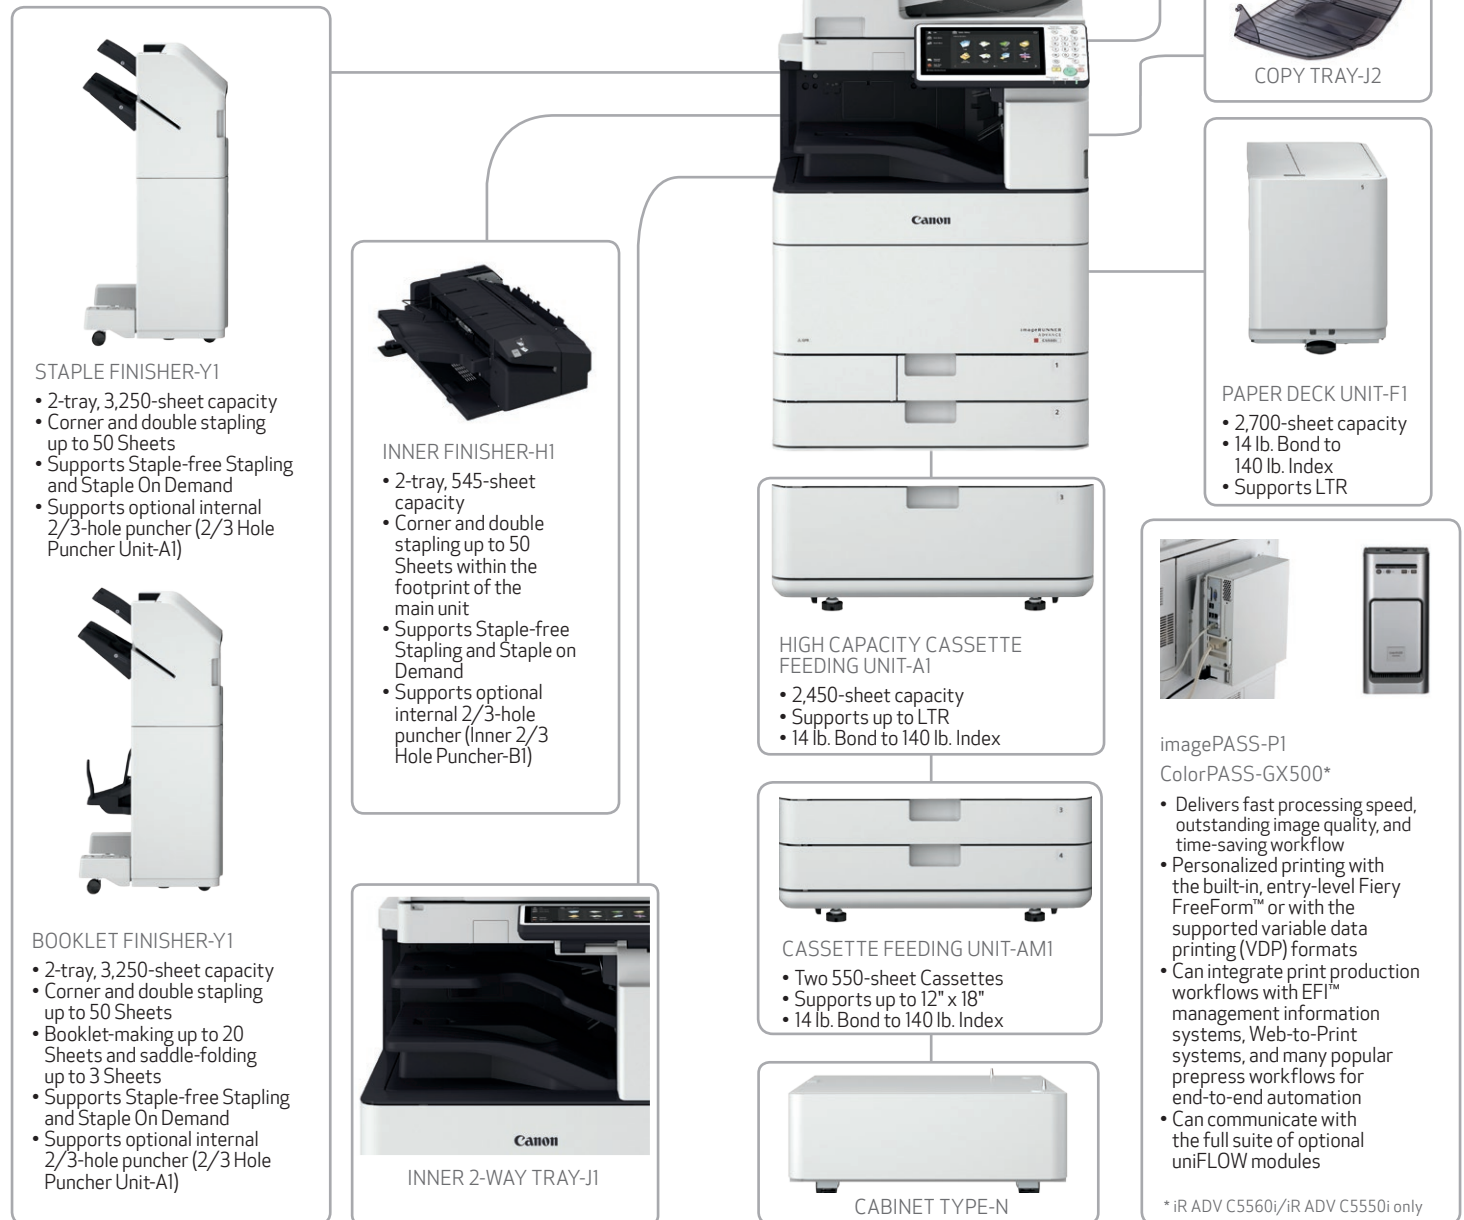 COPY TRAY-J2
Canon
imageRUNNER
ADVANCE
1
2
5
STAPLE FINISHER-Y1
• 2-tray, 3,250-sheet capacity
• Corner and double stapling
up to 50 Sheets
• Supports Staple-free Stapling
and Staple On Demand
• Supports optional internal
2/3-hole puncher (2/3 Hole
Puncher Unit-A1)
BOOKLET FINISHER-Y1
• 2-tray, 3,250-sheet capacity
• Corner and double stapling
up to 50 Sheets
• Booklet-making up to 20
Sheets and saddle-folding
up to 3 Sheets
• Supports Staple-free Stapling
and Staple On Demand
• Supports optional internal
2/3-hole puncher (2/3 Hole
Puncher Unit-A1)
INNER FINISHER-H1
• 2-tray, 545-sheet
capacity
• Corner and double
stapling up to 50
Sheets within the
footprint of the
main unit
• Supports Staple-free
Stapling and Staple on
Demand
• Supports optional
internal 2/3-hole
puncher (Inner 2/3
Hole Puncher-B1)
Canon
INNER 2-WAY TRAY-J1
3
HIGH CAPACITY CASSETTE
FEEDING UNIT-A1
• 2,450-sheet capacity
• Supports up to LTR
• 14 lb. Bond to 140 lb. Index
3
4
CASSETTE FEEDING UNIT-AM1
• Two 550-sheet Cassettes
• Supports up to 12" x 18"
• 14 lb. Bond to 140 lb. Index
CABINET TYPE-N
PAPER DECK UNIT-F1
• 2,700-sheet capacity
• 14 lb. Bond to
140 lb. Index
• Supports LTR
imagePASS-P1
ColorPASS-GX500*
• Delivers fast processing speed,
outstanding image quality, and
time-saving workflow
• Personalized printing with
the built-in, entry-level Fiery
FreeForm™ or with the
supported variable data
printing (VDP) formats
• Can integrate print production
workflows with EFI™
management information
systems, Web-to-Print
systems, and many popular
prepress workflows for
end-to-end automation
• Can communicate with
the full suite of optional
uniFLOW modules
* iR ADV C5560i/iR ADV C5550i only